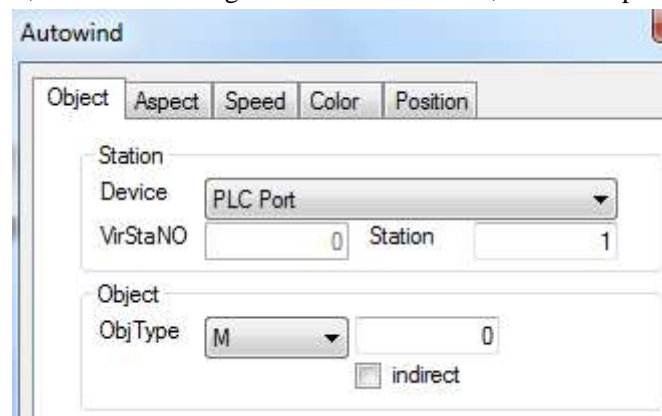 Autowind
Object Aspect Speed Color Position
Station
Device PLC Port
VirStaNO 0 Station 1
Object
ObjType M 0
indirect